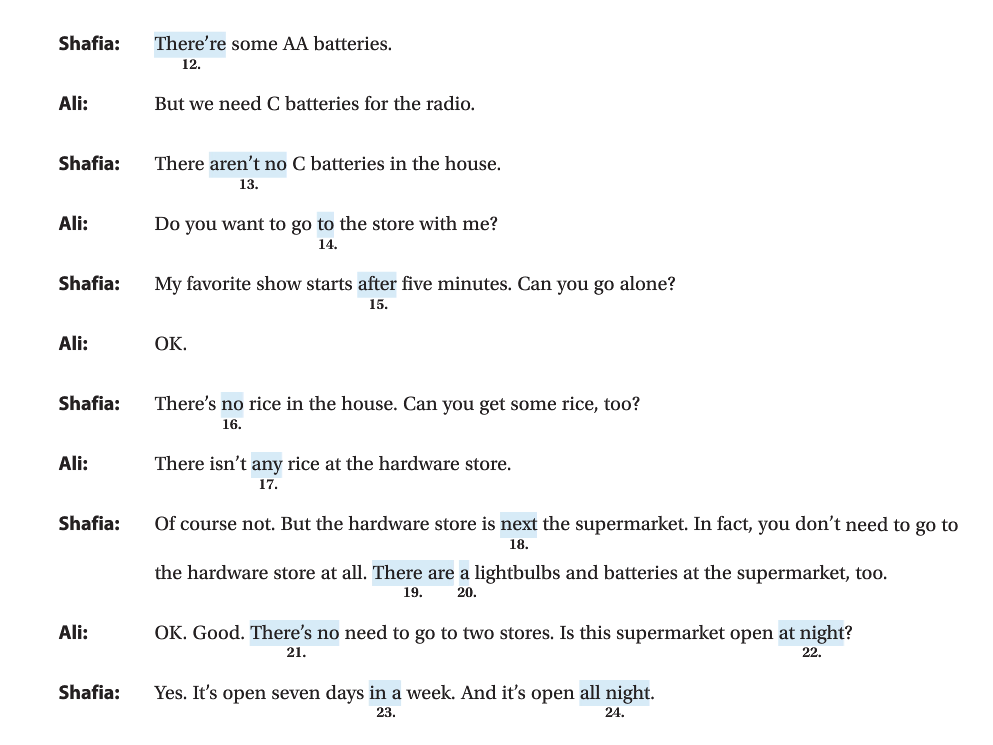 Shafia: There’re some AA batteries.
12.
Ali: But we need C batteries for the radio.
Shafia: There aren’t no C batteries in the house.
13.
Ali: Do you want to go to the store with me?
14.
Shafia: My favorite show starts after five minutes. Can you go alone?
15.
Ali: OK.
Shafia: There’s no rice in the house. Can you get some rice, too?
16.
Ali: There isn’t any rice at the hardware store.
17.
Shafia: Of course not. But the hardware store is next the supermarket. In fact, you don’t need to go to
18.
the hardware store at all. There are a lightbulbs and batteries at the supermarket, too.
19. 20.
Ali: OK. Good. There’s no need to go to two stores. Is this supermarket open at night?
21. 22.
Shafia: Yes. It’s open seven days in a week. And it’s open all night.
23. 24.